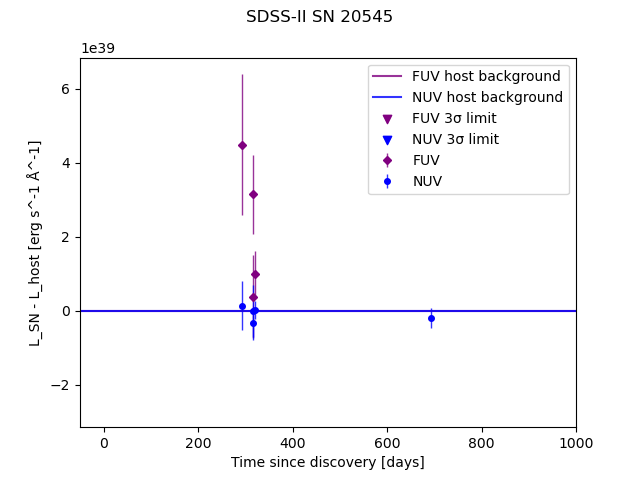 SDSS-II SN 20545
1e39
L_SN - L_host [erg s^-1 Å^-1]
6
4
2
0
−2
FUV host background
NUV host background
FUV 3σ limit
NUV 3σ limit
FUV
NUV
0 200 400 600 800 1000
Time since discovery [days]